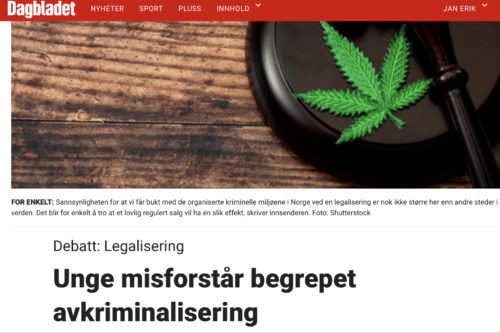 Dagbladet
NYHETER SPORT PLUSS INNHOLD JAN ERIK
FOR ENKELT: Sannsynligheten for at vi får bukt med de organiserte kriminelle miljøene i Norge ved en legalisering er nok ikke større her enn andre steder i
verden. Det blir for enkelt å tro at et lovlig regulert salg vil ha en slik effekt, skriver innsenderen. Foto: Shutterstock
Debatt: Legalisering
Unge misforstår begrepet
avkriminalisering